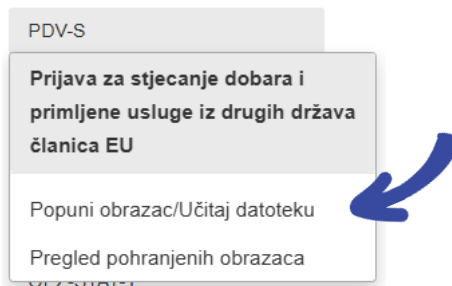 PDV-S
Prijava za stjecanje dobara i
primljene usluge iz drugih država
članica EU
Popuni obrazac/Učitaj datoteku
Pregled pohranjenih obrazaca